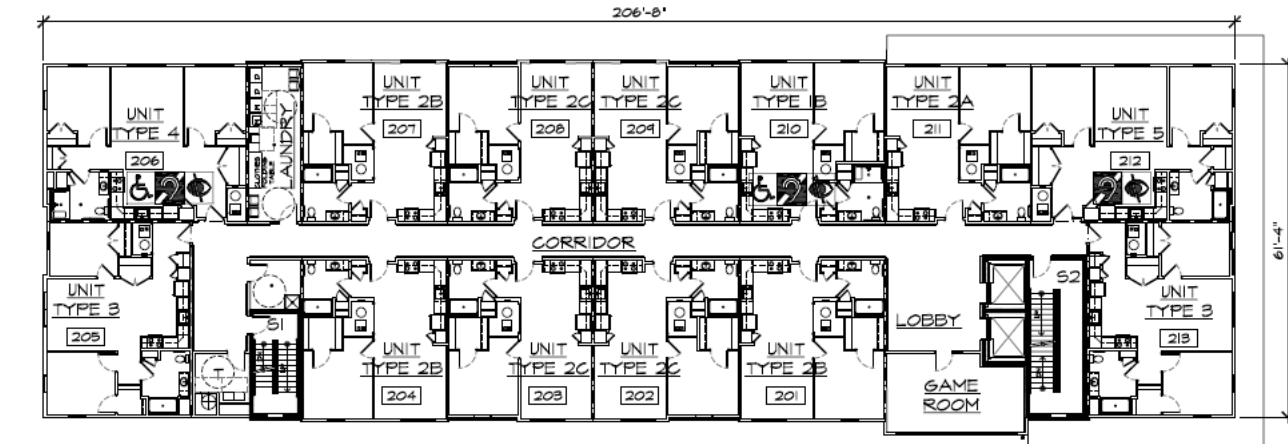 206'-8"
UNIT
TYPE 4
206
D
D
LAUNDRY
CLOTHES
FOLDING
TABLE
UNIT
TYPE 2B
207
UNIT
TYPE 2C
208
UNIT
TYPE 2C
209
UNIT
TYPE 1B
210
UNIT
TYPE 2A
211
UNIT
TYPE 5
212
61'-4"
CORRIDOR
UNIT
TYPE 3
205
S1
T
UNIT
TYPE 2B
204
UNIT
TYPE 2C
203
UNIT
TYPE 2C
202
UNIT
TYPE 2B
201
LOBBY
GAME
ROOM
S2
UNIT
TYPE 3
213